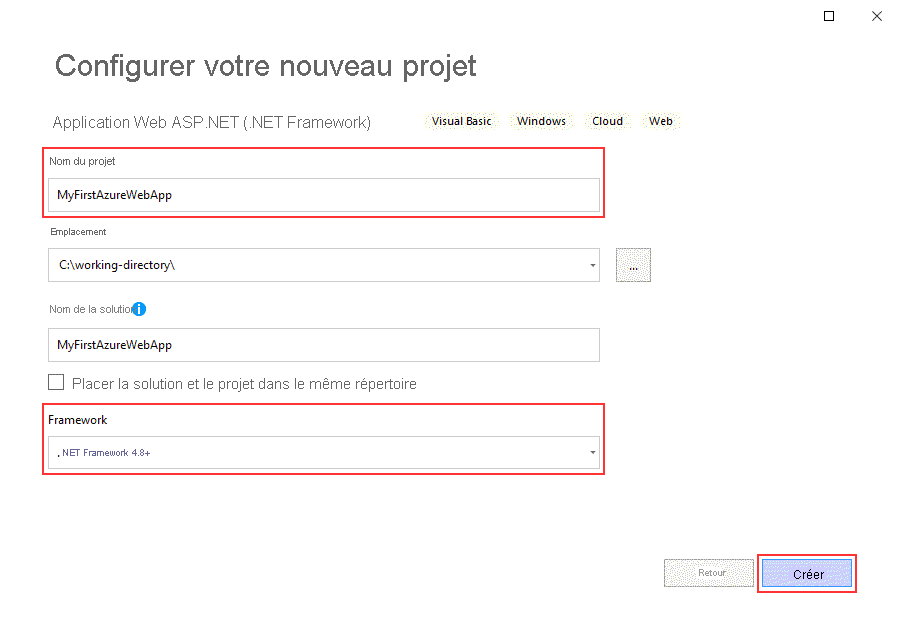 Configurer votre nouveau projet
Application Web ASP.NET (.NET Framework) Visual Basic Windows Cloud Web
Nom du projet
MyFirstAzureWebApp
Emplacement
C:\working-directory\
...
Nom de la solution
MyFirstAzureWebApp
Placer la solution et le projet dans le même répertoire
Framework
.NET Framework 4.8+
Retour
Créer